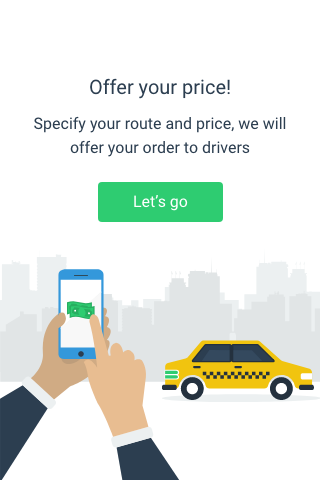 Offer your price!
Specify your route and price, we will
offer your order to drivers
Let's go